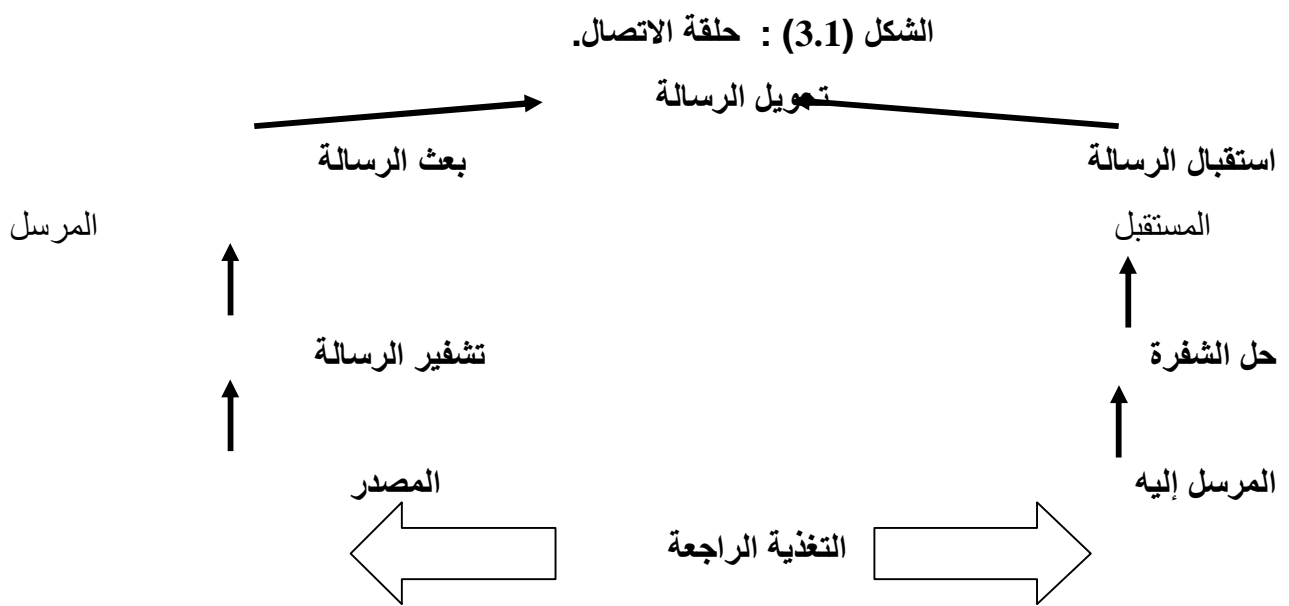 الشكل (3.1) : حلقة الاتصال.
تحويل الرسالة
استقبال الرسالة بعث الرسالة
المستقبل المرسل
حل الشفرة تشفير الرسالة
المرسل إليه المصدر
التغذية الراجعة